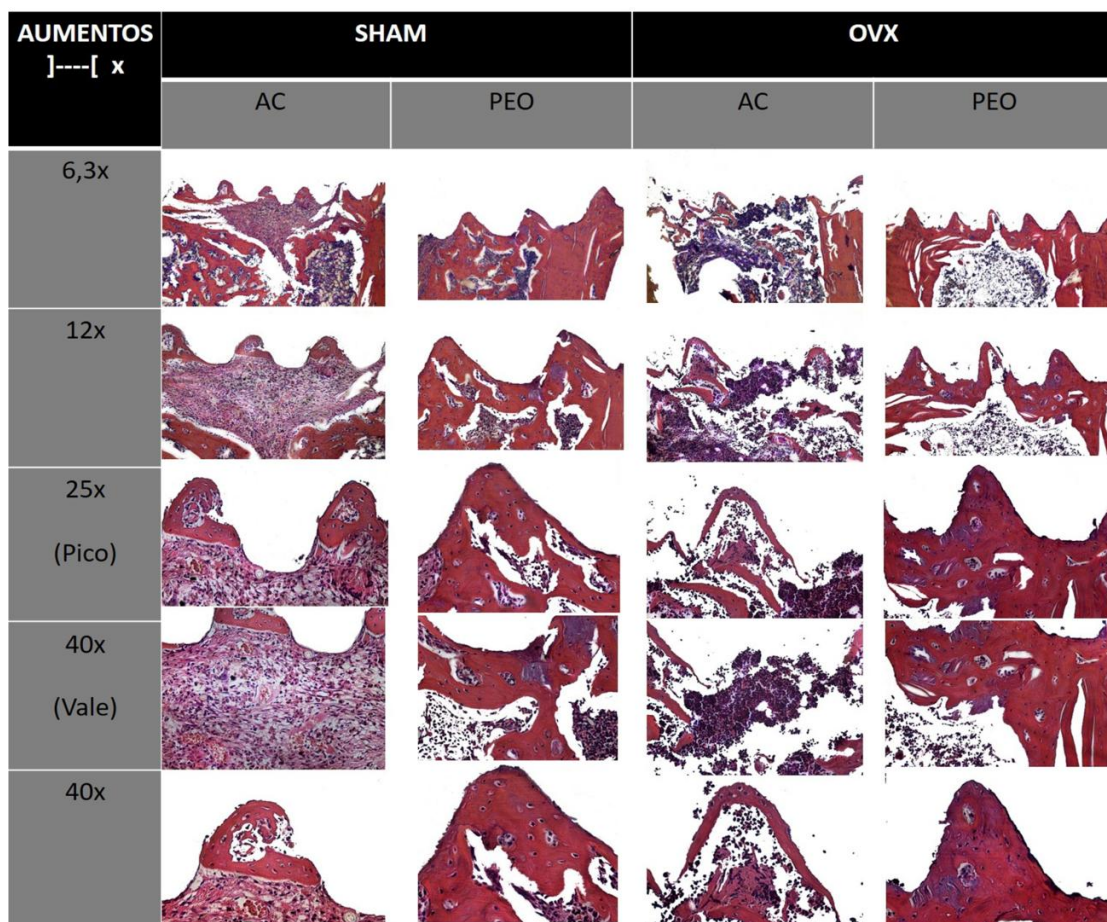 AUMENTOS
]----[ x
SHAM
OVX
AC
PEO
AC
PEO
6,3x
12x
25x
(Pico)
40x
(Vale)
40x